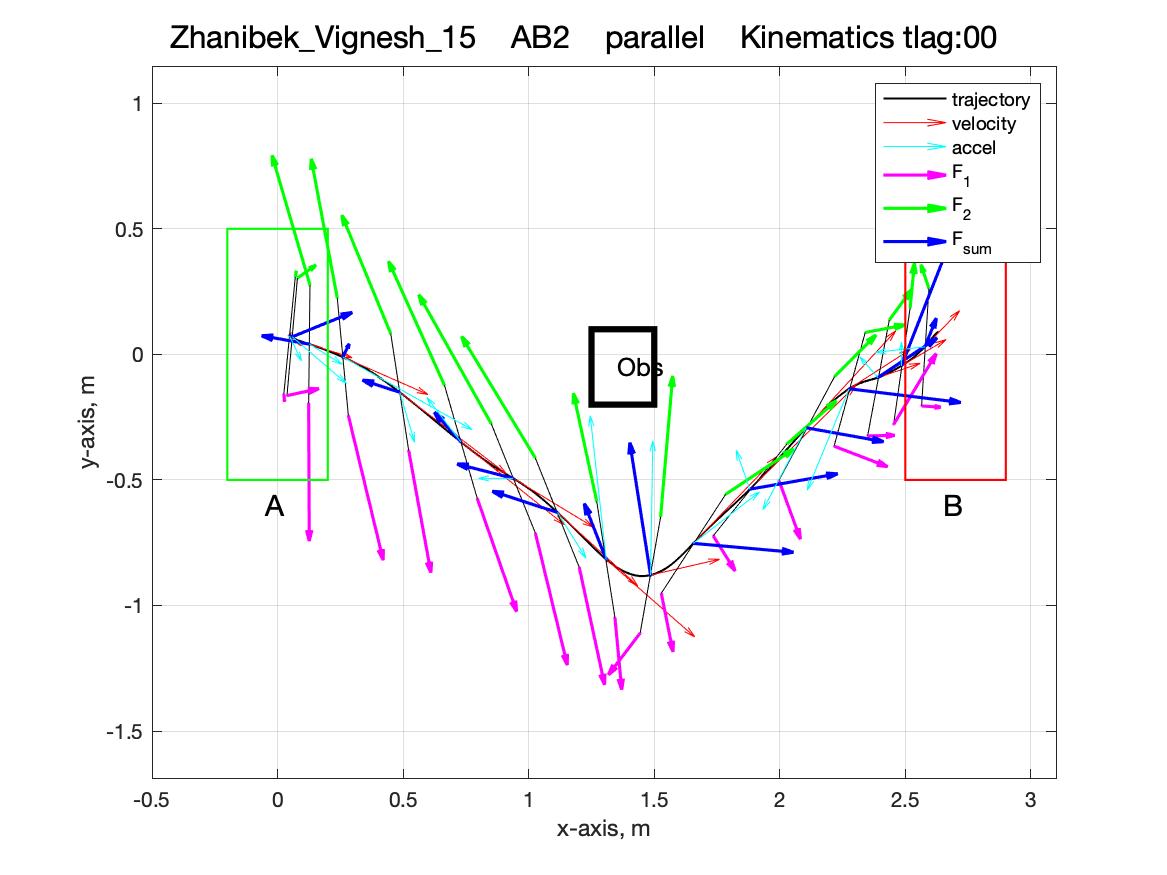 Zhanibek_Vignesh_15 AB2 parallel Kinematics tlag:00
trajectory
velocity
accel
F1
F2
Fsum
1
0.5
0
-0.5
-1
-1.5
y-axis, m
Obs
A
B
-0.5 0 0.5 1 1.5 2 2.5 3
x-axis, m